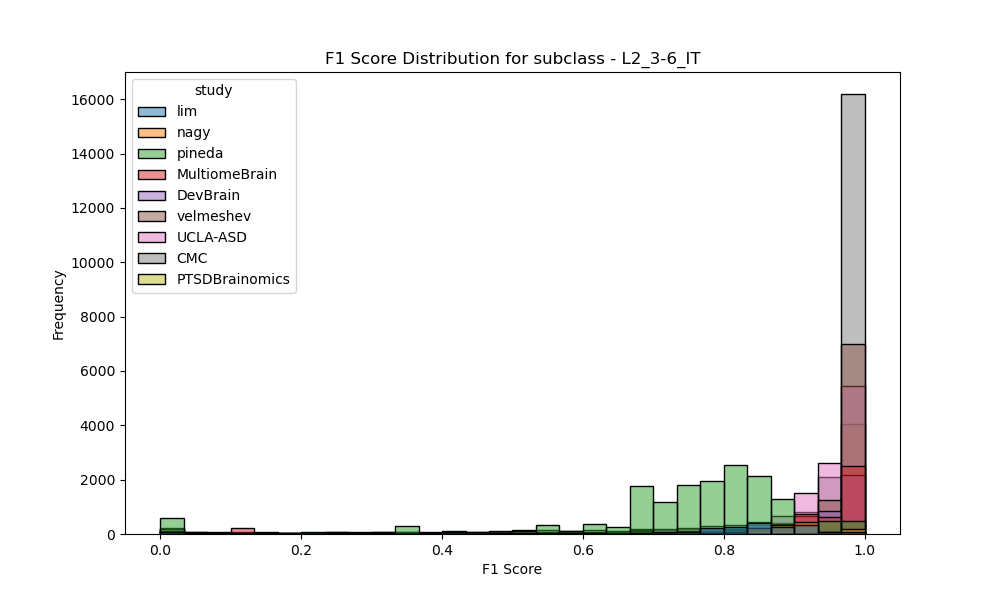 F1 Score Distribution for subclass - L2_3-6_IT
study
lim
nagy
pineda
MultiomeBrain
DevBrain
velmeshev
UCLA-ASD
CMC
PTSDBrainomics
Frequency
16000
14000
12000
10000
8000
6000
4000
2000
0
0.0 0.2 0.4 0.6 0.8 1.0
F1 Score